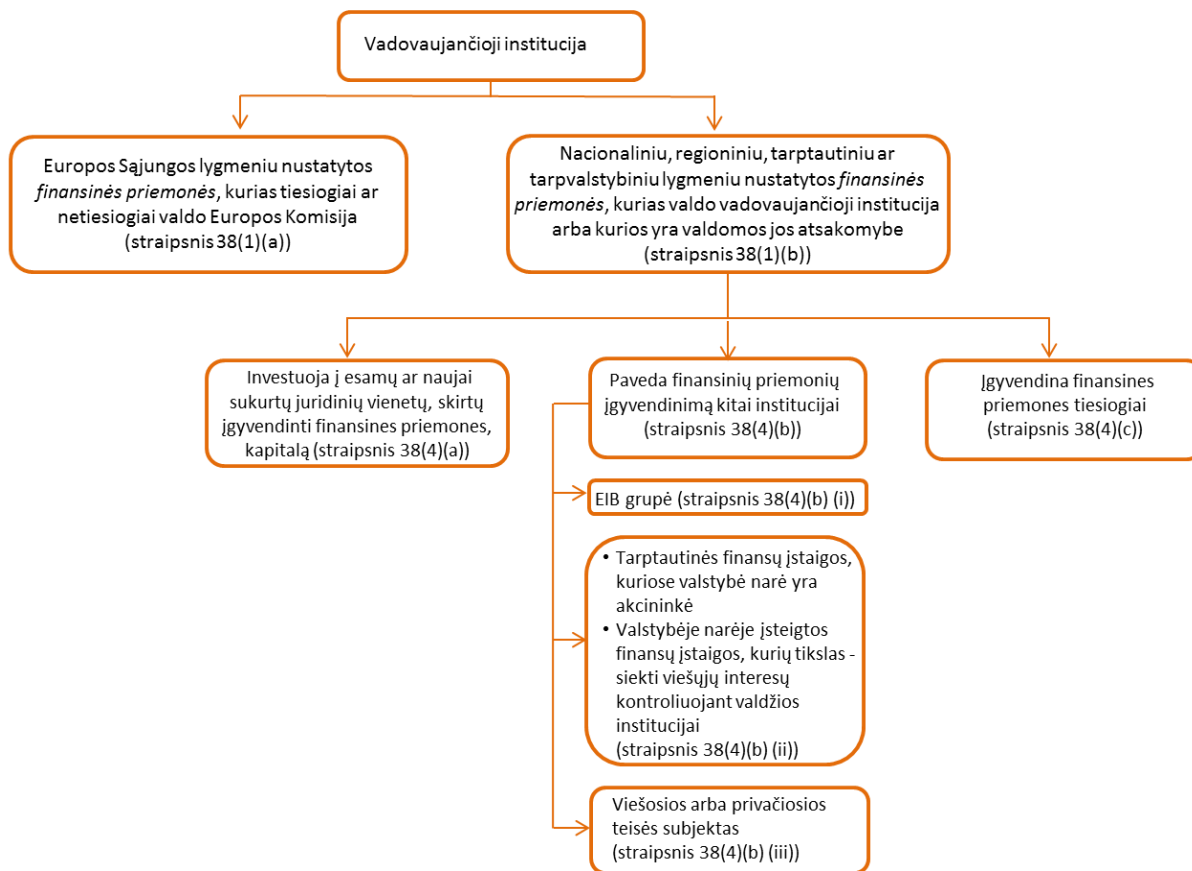 Vadovaujančioji institucija
Europos Sąjungos lygmeniu nustatytos
finansinės priemonės, kurias tiesiogiai ar
netiesiogiai valdo Europos Komisija
(straipsnis 38(1)(a))
Nacionaliniu, regioniniu, tarptautiniu ar
tarpvalstybiniu lygmeniu nustatytos finansinės
priemonės, kurias valdo vadovaujančioji institucija
arba kurios yra valdomos jos atsakomybe
(straipsnis 38(1)(b))
Investuoja į esamų ar naujai
sukurtų juridinių vienetų, skirtų
įgyvendinti finansines priemones,
kapitalą (straipsnis 38(4)(a))
Paveda finansinių priemonių
įgyvendinimą kitai institucijai
(straipsnis 38(4)(b))
Įgyvendina finansines
priemones tiesiogiai
(straipsnis 38(4)(c))
EIB grupė (straipsnis 38(4)(b) (i))
• Tarptautinės finansų įstaigos,
kuriose valstybė narė yra
akcininkė
• Valstybėje narėje įsteigtos
finansų įstaigos, kurių tikslas -
siekti viešųjų interesų
kontroliuojant valdžios
institucijai
(straipsnis 38(4)(b) (ii))
Viešosios arba privačiosios
teisės subjektas
(straipsnis 38(4)(b) (iii))